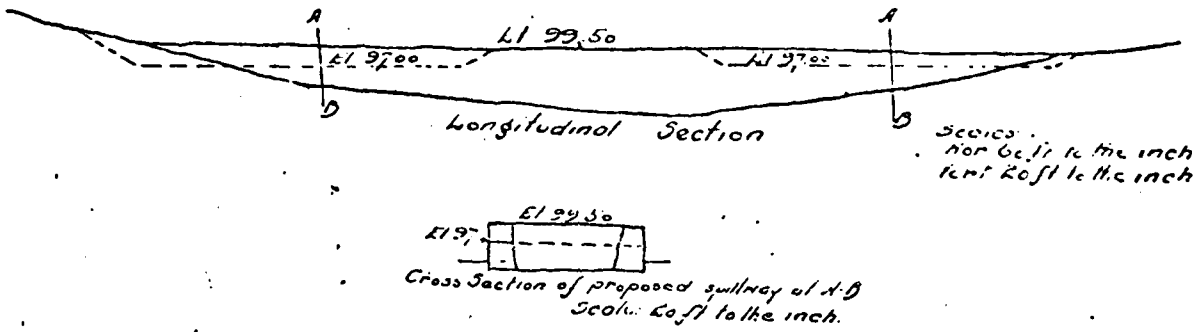 A A
El 99.50
El 97.00 El 97.00
B B
Longitudinal Section
Scales
Hor 60 ft to the inch
Vert 20 ft to the inch
El 99.50
El 97
Cross Section of proposed spillway at A-B
Scale 20 ft to the inch.